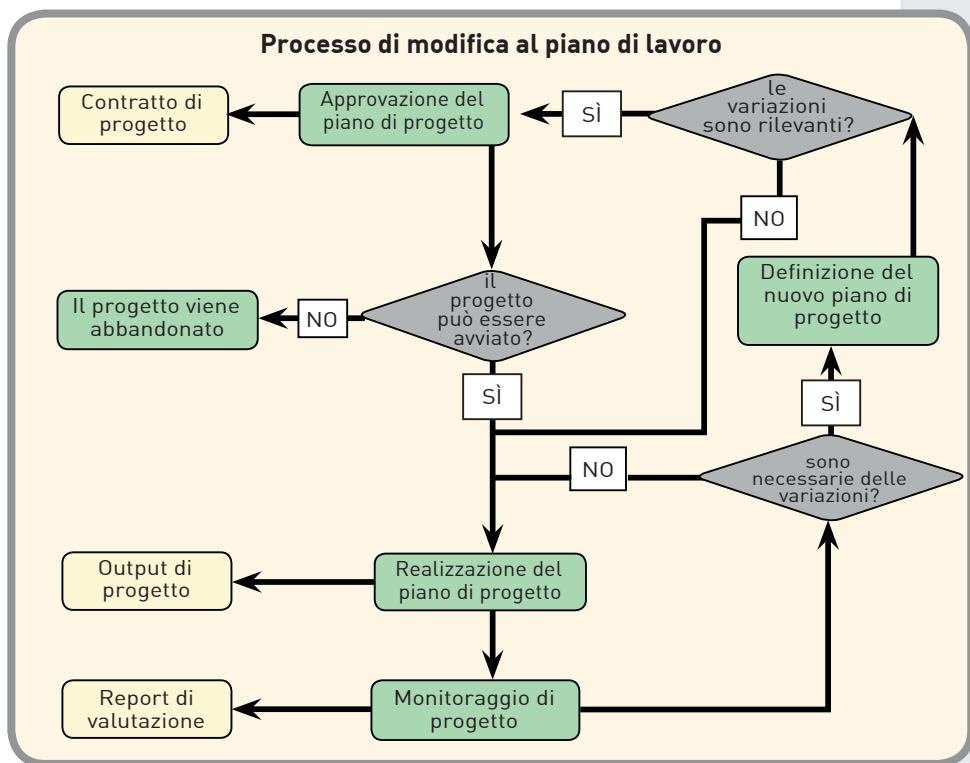 Processo di modifica al piano di lavoro
Contratto di
progetto
Approvazione del
piano di progetto
SÌ
le
variazioni
sono rilevanti?
NO
Il progetto viene
abbandonato
NO
il
progetto
può essere
avviato?
Definizione del
nuovo piano di
progetto
SÌ
SÌ
NO
sono
necessarie delle
variazioni?
Output di
progetto
Realizzazione del
piano di progetto
Report di
valutazione
Monitoraggio di
progetto